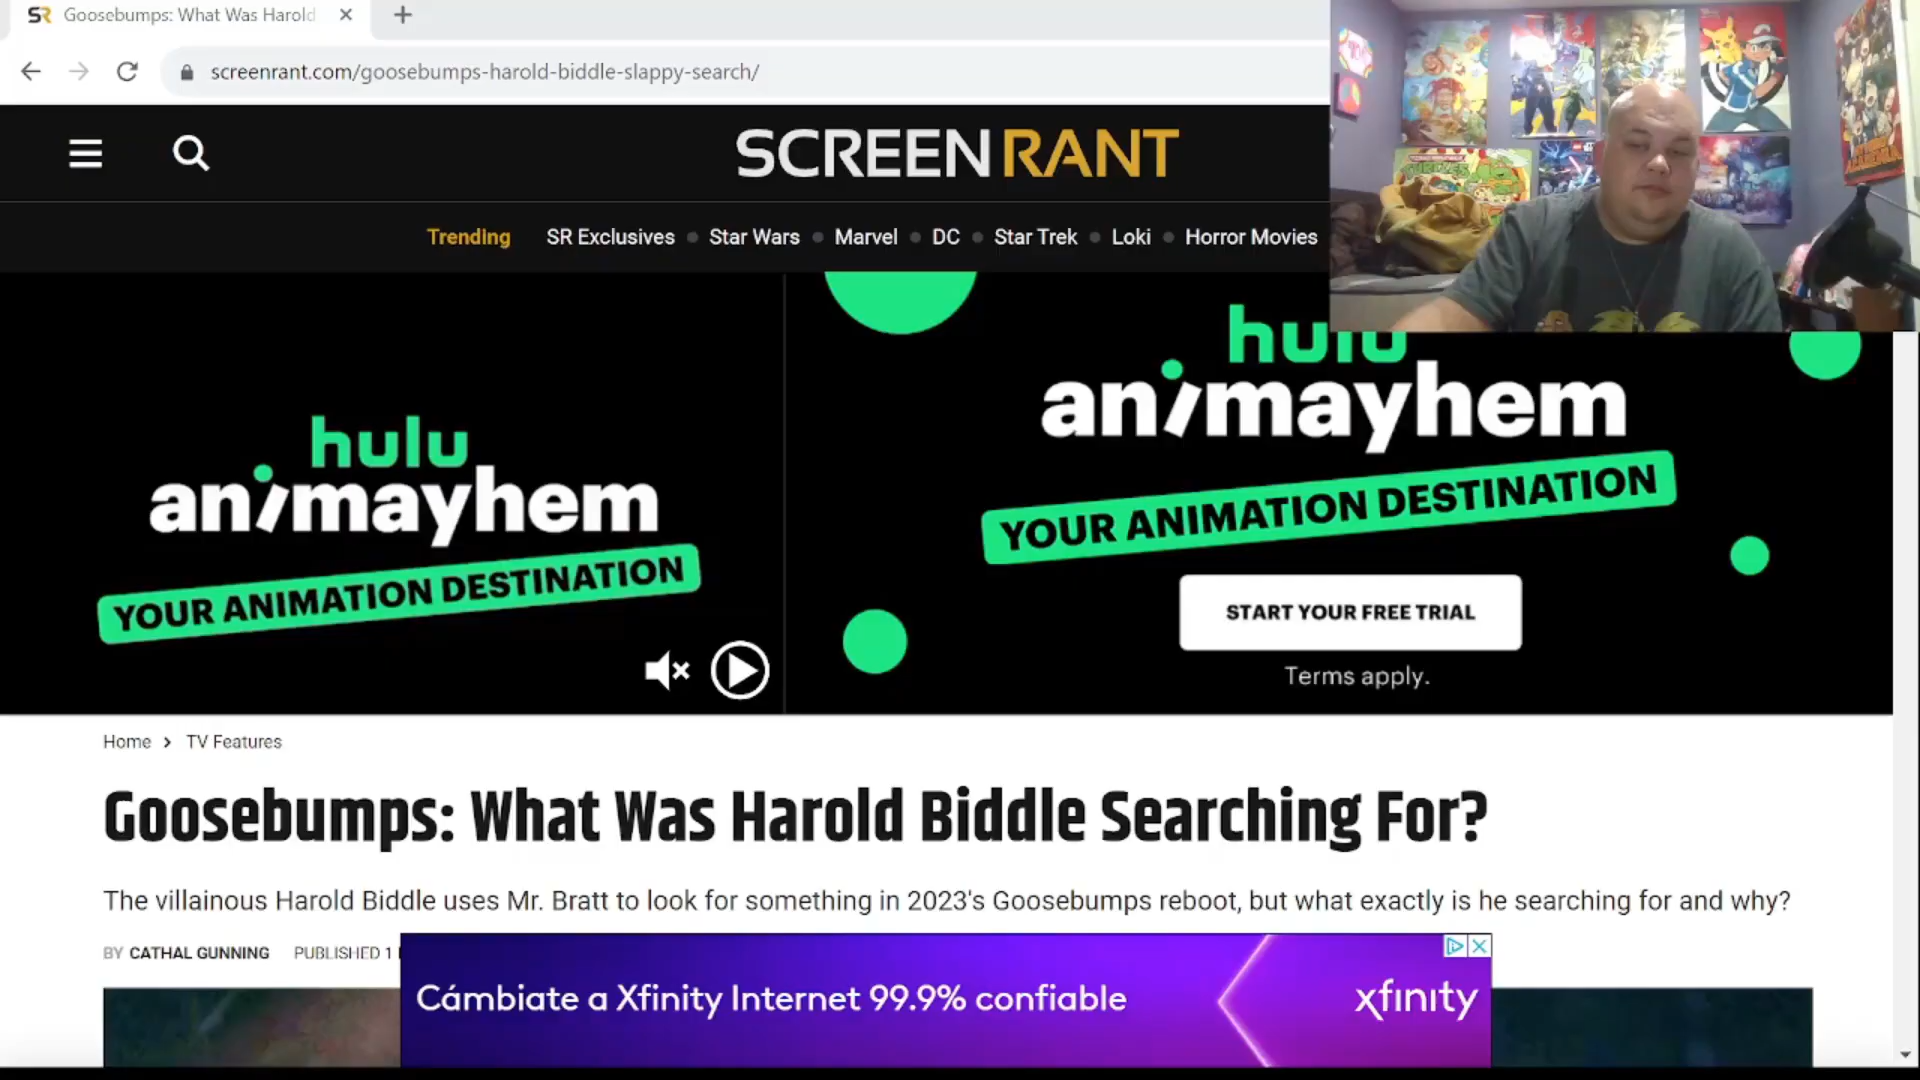 SR Goosebumps: What Was Harold
screenrant.com/goosebumps-harold-biddle-slappy-search/
SCREENRANT
Trending SR Exclusives Star Wars Marvel DC Star Trek Loki Horror Movies
hulu
animayhem
YOUR ANIMATION DESTINATION
hulu
animayhem
YOUR ANIMATION DESTINATION
START YOUR FREE TRIAL
Terms apply.
Home > TV Features
Goosebumps: What Was Harold Biddle Searching For?
The villainous Harold Biddle uses Mr. Bratt to look for something in 2023's Goosebumps reboot, but what exactly is he searching for and why?
BY CATHAL GUNNING PUBLISHED 1
Cámbiate a Xfinity Internet 99.9% confiable
xfinity